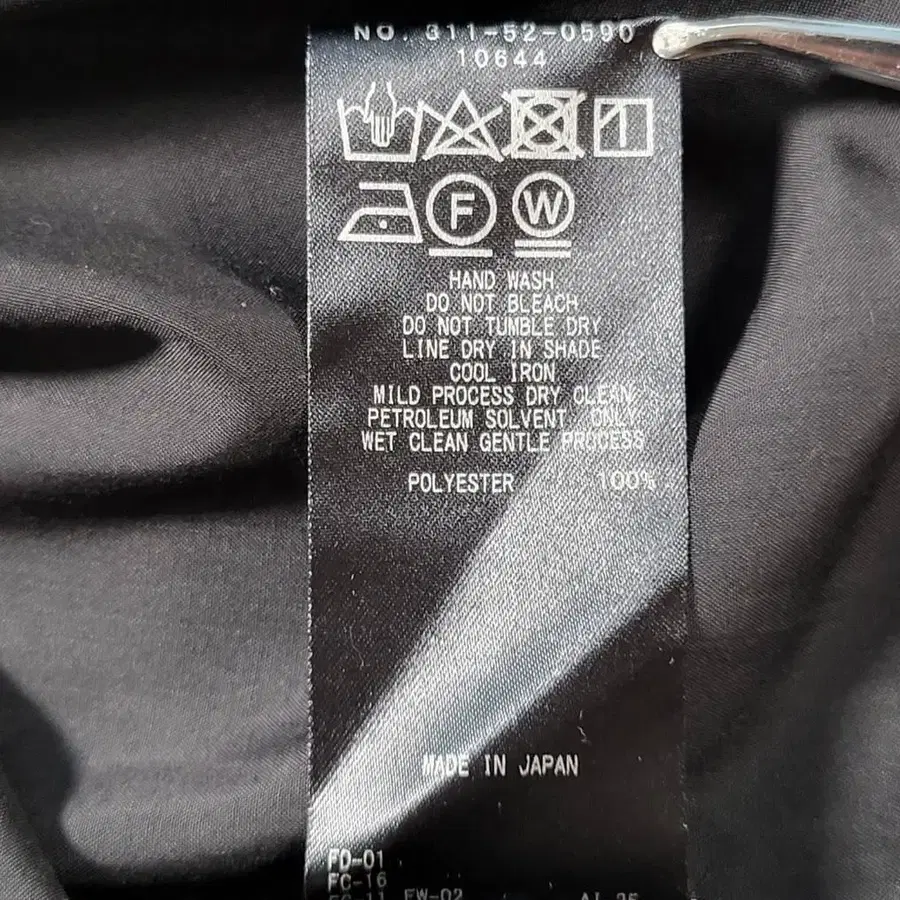 NO. 311-52-0590
10644
F W
HAND WASH
DO NOT BLEACH
DO NOT TUMBLE DRY
LINE DRY IN SHADE
COOL IRON
MILD PROCESS DRY CLEAN
PETROLEUM SOLVENT ONLY
WET CLEAN GENTLE PROCESS
POLYESTER 100%
MADE IN JAPAN
FD-01
FC-16
FW-02